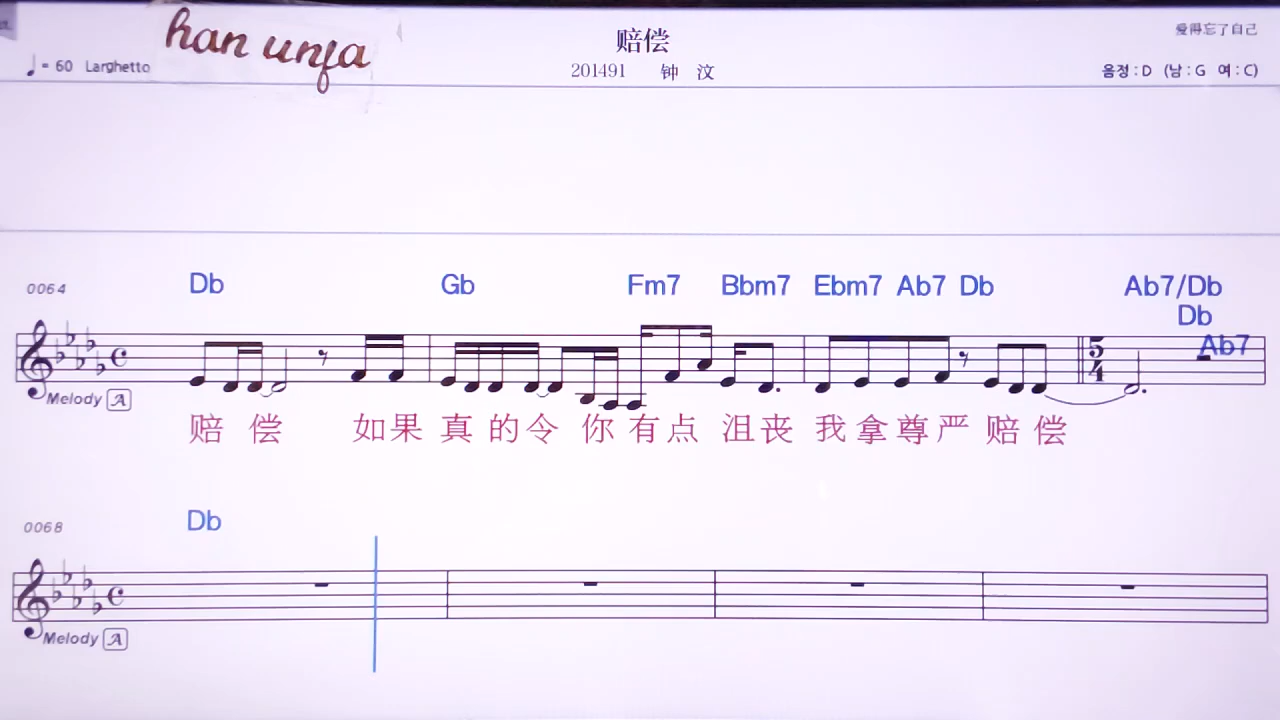 han unfa
赔偿
爱得忘了自己
♩= 60 Larghetto
201491 钟 汶
음정 : D (남 : G 여 : C)
0064
Db Gb Fm7 Bbm7 Ebm7 Ab7 Db Ab7/Db
Db
Ab7
5
4
Melody A
赔 偿 如果 真 的令 你 有点 沮丧 我拿尊严 赔 偿
0068
Db
Melody A